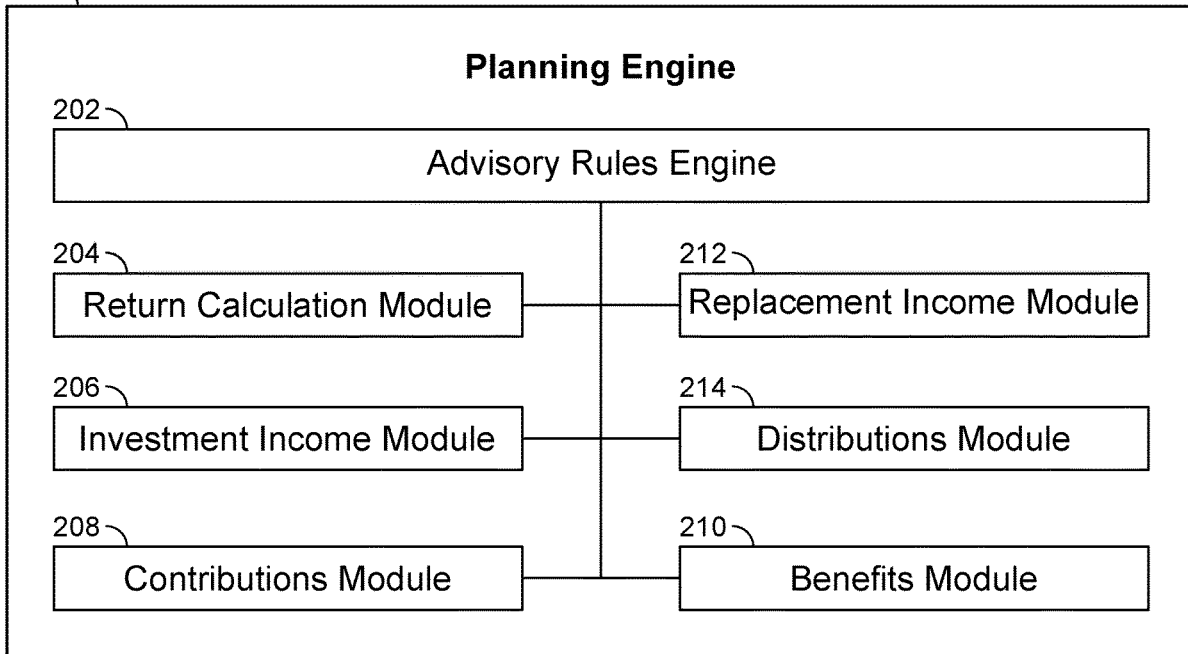 Planning Engine
202
Advisory Rules Engine
204
Return Calculation Module
212
Replacement Income Module
206
Investment Income Module
214
Distributions Module
208
Contributions Module
210
Benefits Module